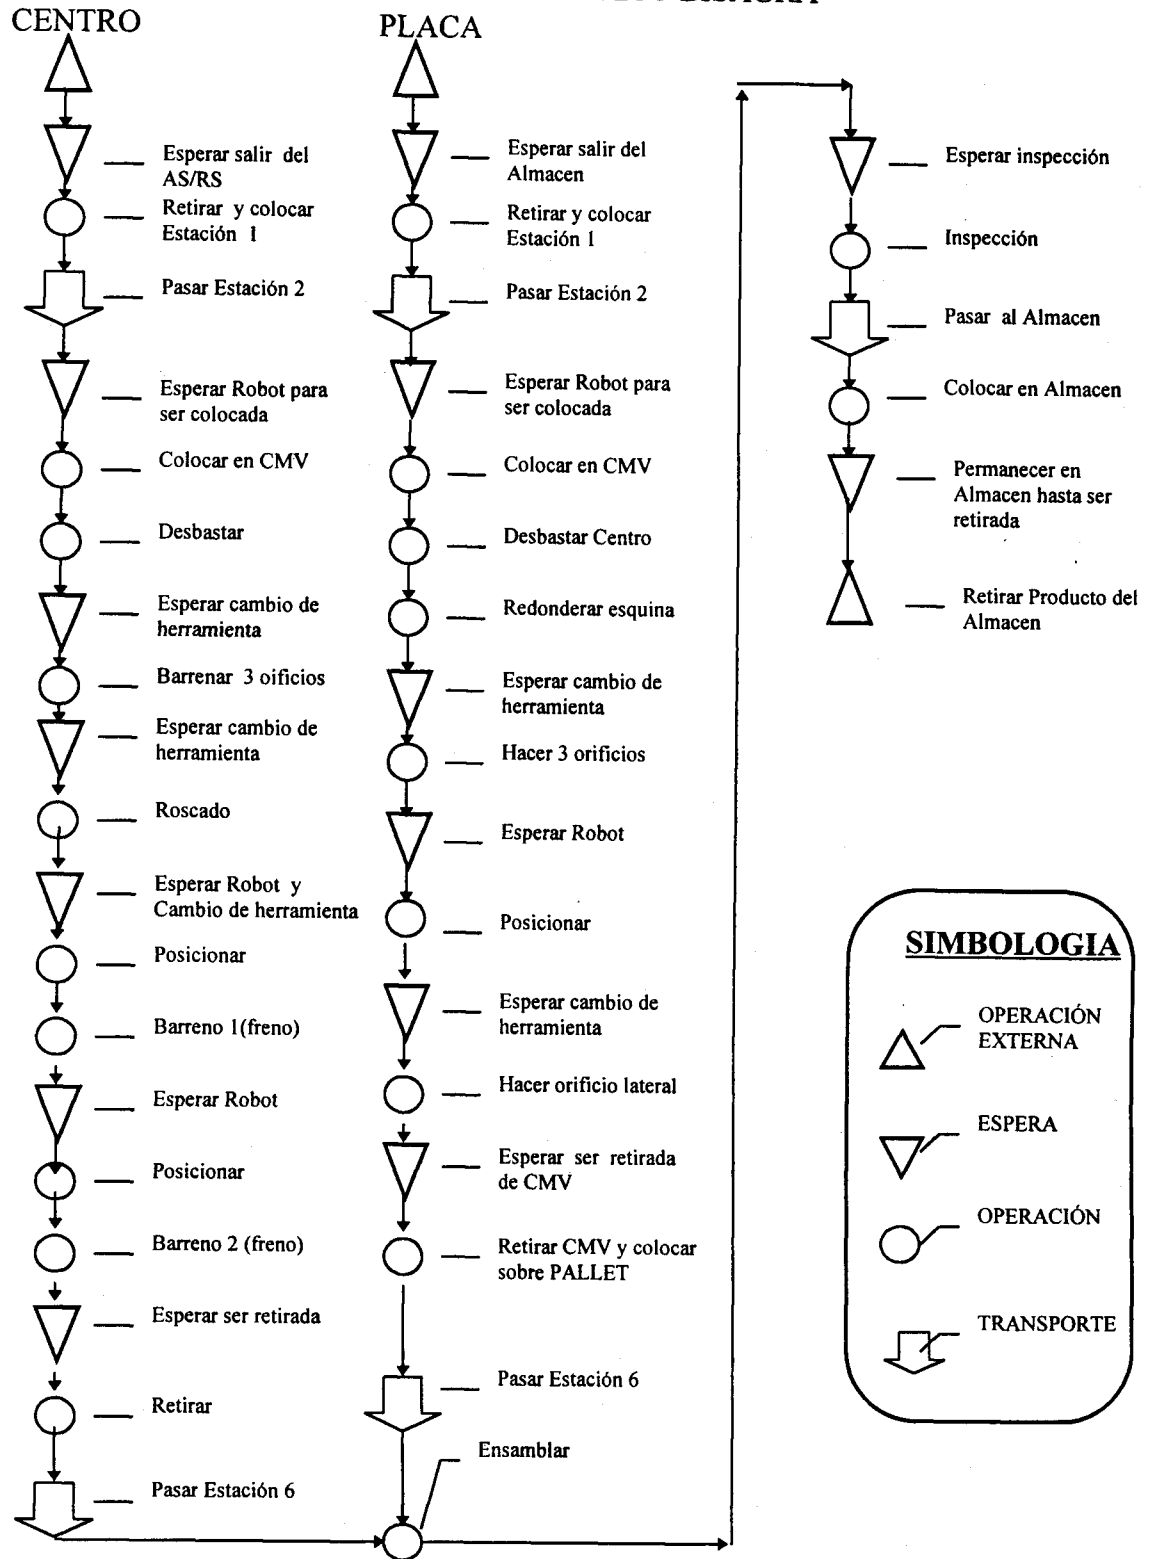 CENTRO
Esperar salir del
AS/RS
Retirar y colocar
Estación 1
Pasar Estación 2
Esperar Robot para
ser colocada
Colocar en CMV
Desbastar
Esperar cambio de
herramienta
Barrenar 3 oificios
Esperar cambio de
herramienta
Roscado
Esperar Robot y
Cambio de herramienta
Posicionar
Barreno 1(freno)
Esperar Robot
Posicionar
Barreno 2 (freno)
Esperar ser retirada
Retirar
Pasar Estación 6
PLACA
Esperar salir del
Almacen
Retirar y colocar
Estación 1
Pasar Estación 2
Esperar Robot para
ser colocada
Colocar en CMV
Desbastar Centro
Redonderar esquina
Esperar cambio de
herramienta
Hacer 3 orificios
Esperar Robot
Posicionar
Esperar cambio de
herramienta
Hacer orificio lateral
Esperar ser retirada
de CMV
Retirar CMV y colocar
sobre PALLET
Pasar Estación 6
Ensamblar
Esperar inspección
Inspección
Pasar al Almacen
Colocar en Almacen
Permanecer en
Almacen hasta ser
retirada
Retirar Producto del
Almacen
SIMBOLOGIA
OPERACIÓN
EXTERNA
ESPERA
OPERACIÓN
TRANSPORTE